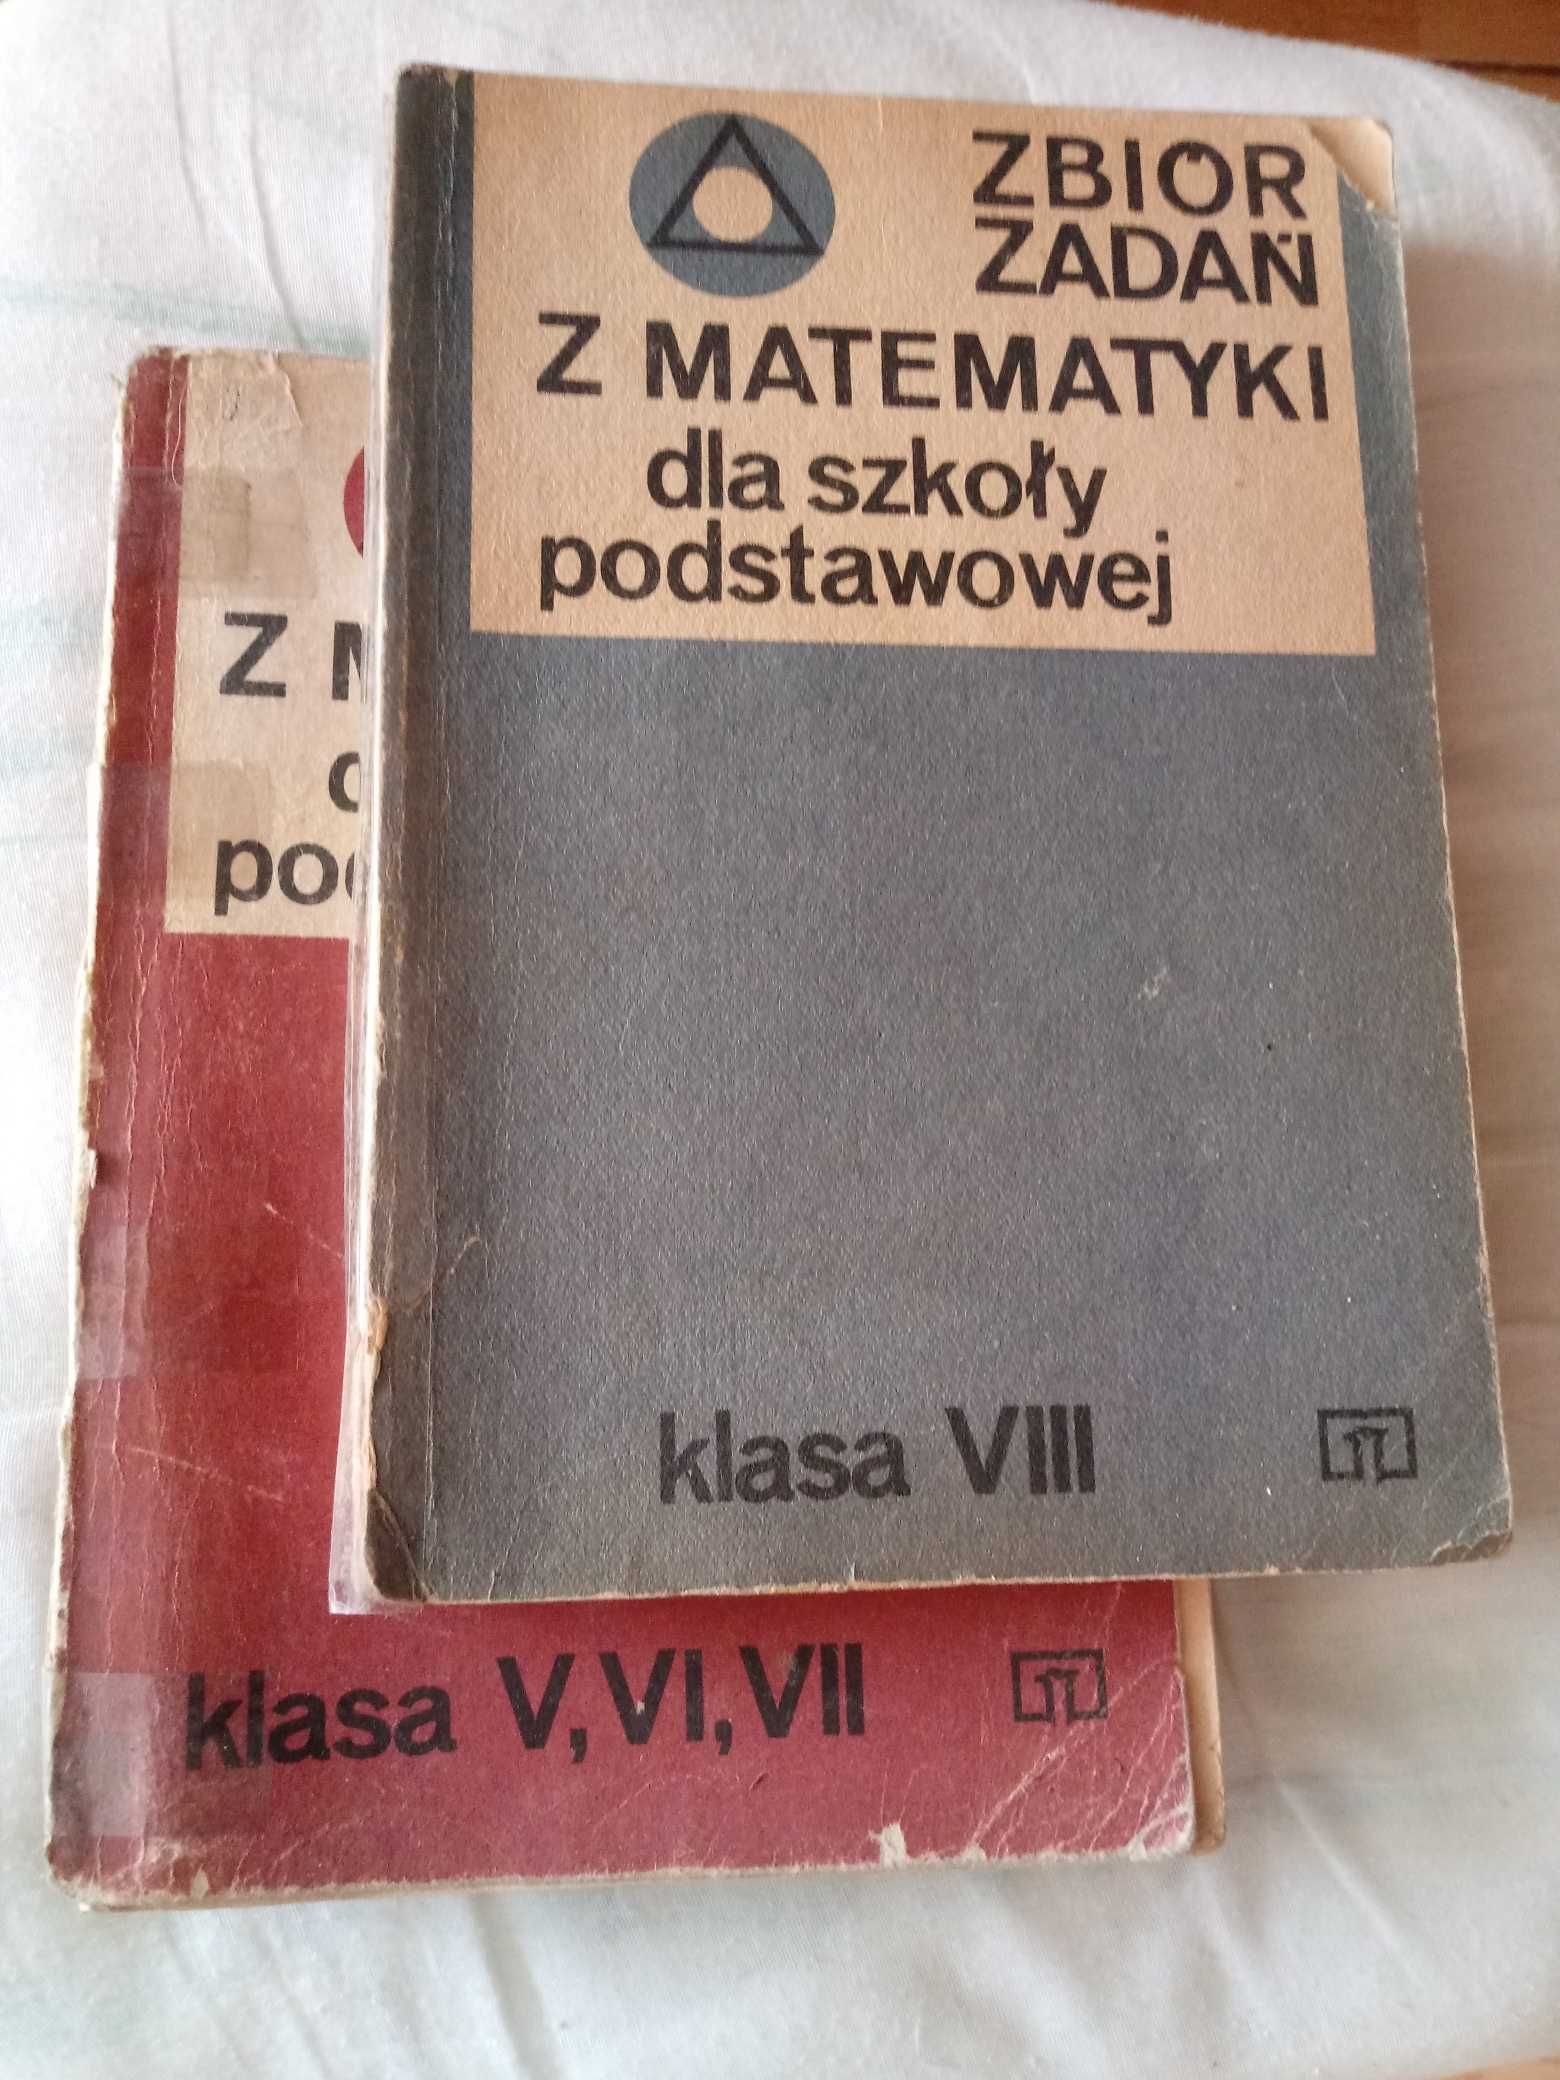 ZBIÓR
ZADAŃ
Z MATEMATYKI
dla szkoły
podstawowej
klasa VIII
Z
klasa V, VI, VII